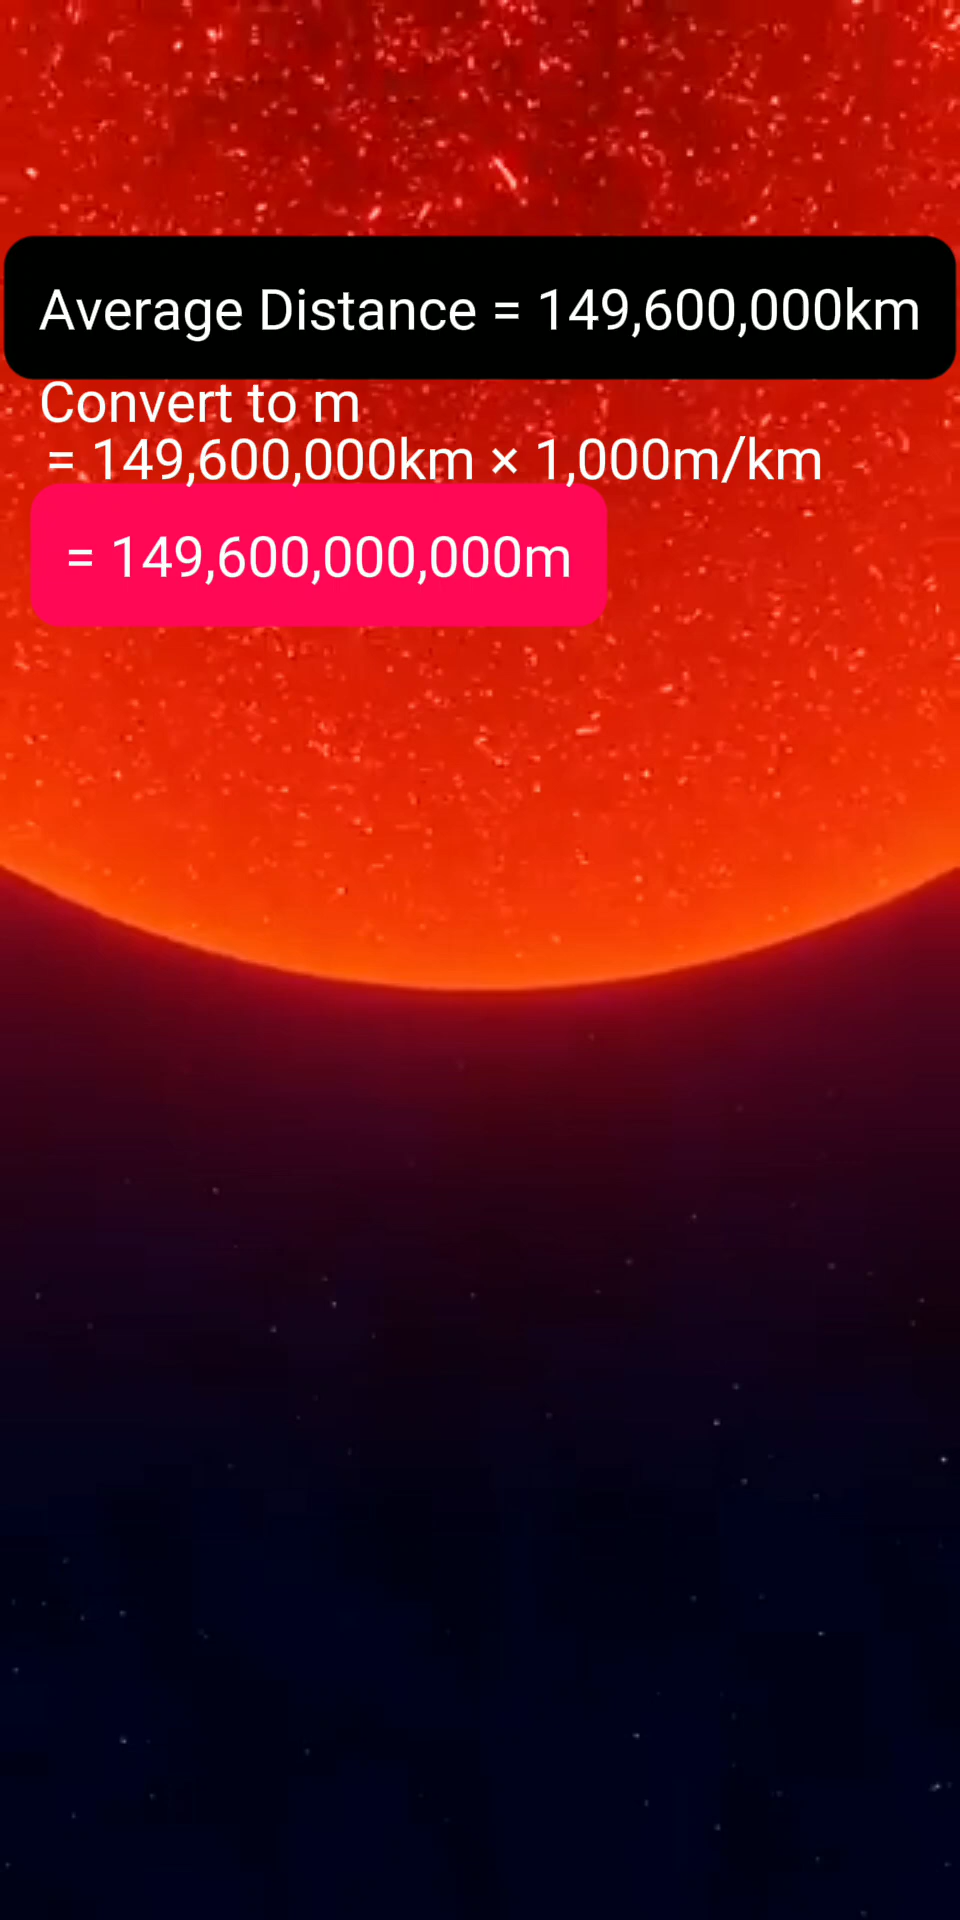 Average Distance = 149,600,000km
Convert to m
= 149,600,000km × 1,000m/km
= 149,600,000,000m